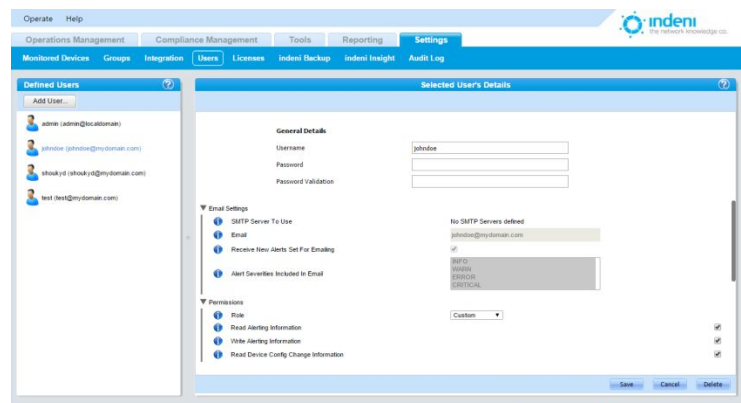 Operate Help
indeni
the network knowledge co.
Operations Management Compliance Management Tools Reporting Settings
Monitored Devices Groups Integration Users Licenses indeni Backup indeni Insight Audit Log
Defined Users
Add User...
admin (admin@localdomain)
johndoe (johndoe@mydomain.com)
shoukyd (shoukyd@mydomain.com)
test (test@mydomain.com)
Selected User's Details
General Details
Username johndoe
Password
Password Validation
Email Settings
SMTP Server To Use No SMTP Servers defined
Email johndoe@mydomain.com
Receive New Alerts Set For Emailing
Alert Severities Included In Email
INFO
WARN
ERROR
CRITICAL
Permissions
Role Custom
Read Alerting Information
Write Alerting Information
Read Device Config Change Information
Save Cancel Delete